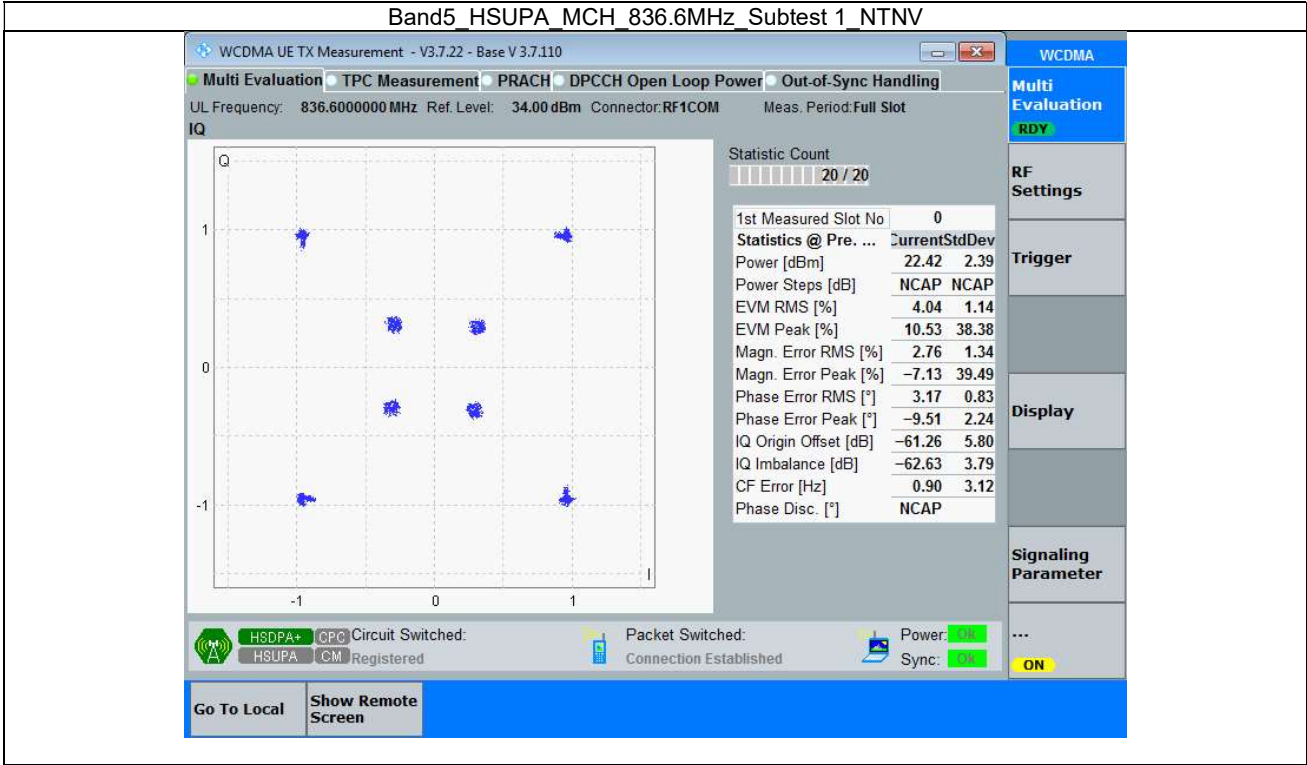 Band5_HSUPA_MCH_836.6MHz_Subtest 1_NTNV
WCDMA UE TX Measurement - V3.7.22 - Base V 3.7.110
WCDMA
Multi Evaluation TPC Measurement PRACH DPCCH Open Loop Power Out-of-Sync Handling
UL Frequency: 836.6000000 MHz Ref. Level: 34.00 dBm Connector:RF1COM Meas. Period:Full Slot
IQ
Q
1
0
-1
-1 0 1
I
Statistic Count
20 / 20
1st Measured Slot No 0
Statistics @ Pre. ... CurrentStdDev
Power [dBm] 22.42 2.39
Power Steps [dB] NCAP NCAP
EVM RMS [%] 4.04 1.14
EVM Peak [%] 10.53 38.38
Magn. Error RMS [%] 2.76 1.34
Magn. Error Peak [%] −7.13 39.49
Phase Error RMS [°] 3.17 0.83
Phase Error Peak [°] −9.51 2.24
IQ Origin Offset [dB] −61.26 5.80
IQ Imbalance [dB] −62.63 3.79
CF Error [Hz] 0.90 3.12
Phase Disc. [°] NCAP
Multi
Evaluation
RDY
RF
Settings
Trigger
Display
Signaling
Parameter
...
ON
HSDPA+ CPC Circuit Switched: Packet Switched: Power: Ok
HSUPA CM Registered Connection Established Sync: Ok
Go To Local
Show Remote
Screen